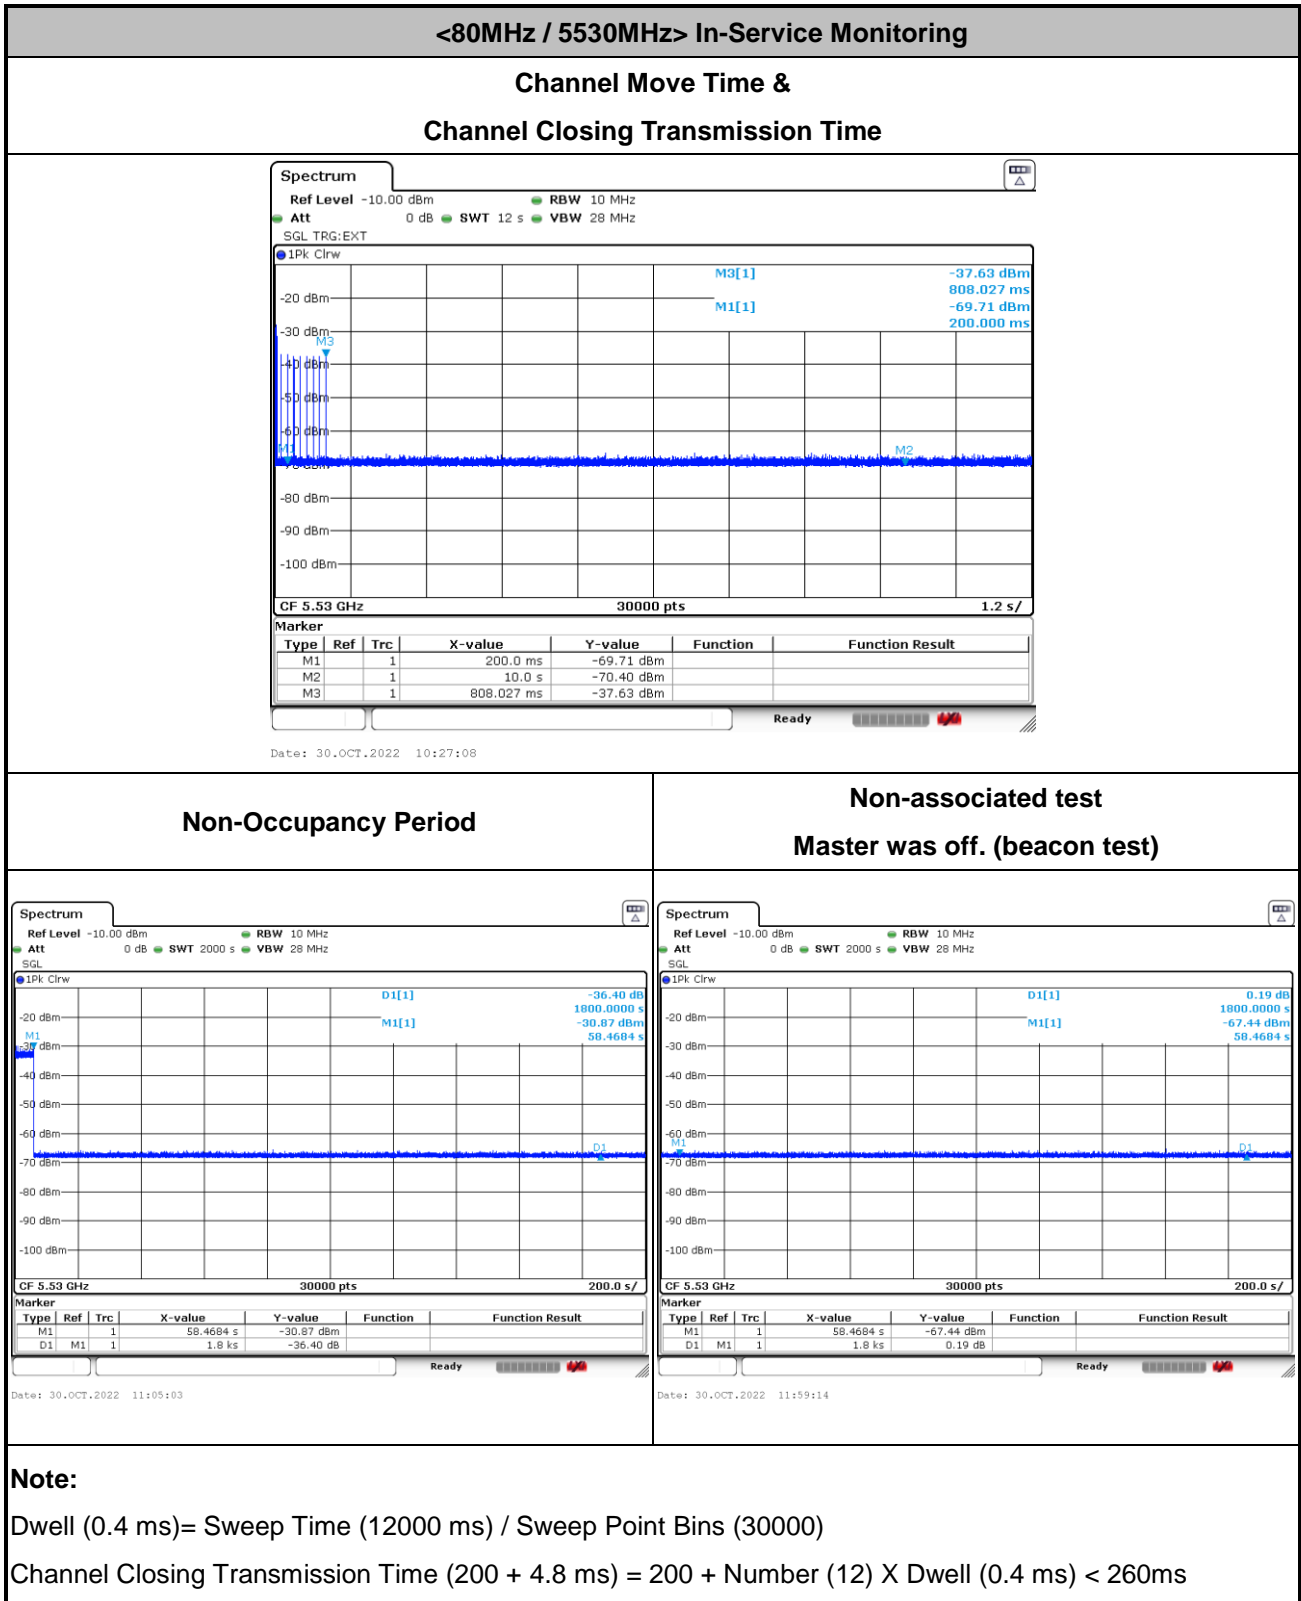 <80MHz / 5530MHz> In-Service Monitoring
Channel Move Time &
Channel Closing Transmission Time
Spectrum
Ref Level -10.00 dBm RBW 10 MHz
Att 0 dB SWT 12 s VBW 28 MHz
SGL TRG:EXT
1Pk Clrw
M3[1] -37.63 dBm
808.027 ms
-20 dBm
M1[1] -69.71 dBm
200.000 ms
-30 dBm
M3
-40 dBm
-50 dBm
-60 dBm
M1 M2
-70 dBm
-80 dBm
-90 dBm
-100 dBm
CF 5.53 GHz 30000 pts 1.2 s/
Marker
Type Ref Trc X-value Y-value Function Function Result
M1 1 200.0 ms -69.71 dBm
M2 1 10.0 s -70.40 dBm
M3 1 808.027 ms -37.63 dBm
Ready
Date: 30.OCT.2022 10:27:08
Non-Occupancy Period
Non-associated test
Master was off. (beacon test)
Spectrum
Ref Level -10.00 dBm RBW 10 MHz
Att 0 dB SWT 2000 s VBW 28 MHz
SGL
1Pk Clrw
D1[1] -36.40 dB
1800.0000 s
-20 dBm
M1[1] -30.87 dBm
58.4684 s
M1
-30 dBm
-40 dBm
-50 dBm
-60 dBm
D1
-70 dBm
-80 dBm
-90 dBm
-100 dBm
CF 5.53 GHz 30000 pts 200.0 s/
Marker
Type Ref Trc X-value Y-value Function Function Result
M1 1 58.4684 s -30.87 dBm
D1 M1 1 1.8 ks -36.40 dB
Ready
Date: 30.OCT.2022 11:05:03
Spectrum
Ref Level -10.00 dBm RBW 10 MHz
Att 0 dB SWT 2000 s VBW 28 MHz
SGL
1Pk Clrw
D1[1] 0.19 dB
1800.0000 s
-20 dBm
M1[1] -67.44 dBm
58.4684 s
-30 dBm
-40 dBm
-50 dBm
-60 dBm
M1 D1
-70 dBm
-80 dBm
-90 dBm
-100 dBm
CF 5.53 GHz 30000 pts 200.0 s/
Marker
Type Ref Trc X-value Y-value Function Function Result
M1 1 58.4684 s -67.44 dBm
D1 M1 1 1.8 ks 0.19 dB
Ready
Date: 30.OCT.2022 11:59:14
Note:
Dwell (0.4 ms)= Sweep Time (12000 ms) / Sweep Point Bins (30000)
Channel Closing Transmission Time (200 + 4.8 ms) = 200 + Number (12) X Dwell (0.4 ms) < 260ms